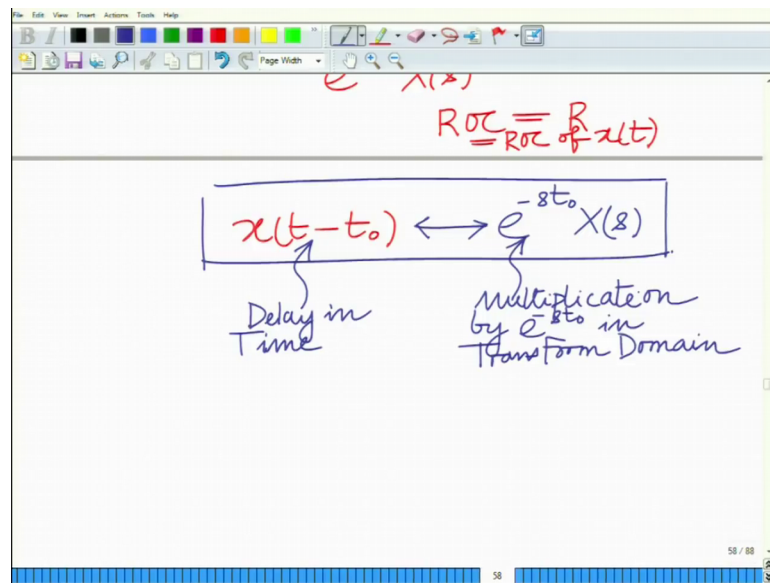 File Edit View Insert Actions Tools Help
B I
Page Width
ROC = R
= ROC of x(t)
x(t-t₀) ↔ e^{-st₀} X(s)
Delay in
Time
Multiplication
by e^{-st₀} in
Transform Domain
58 / 88
58